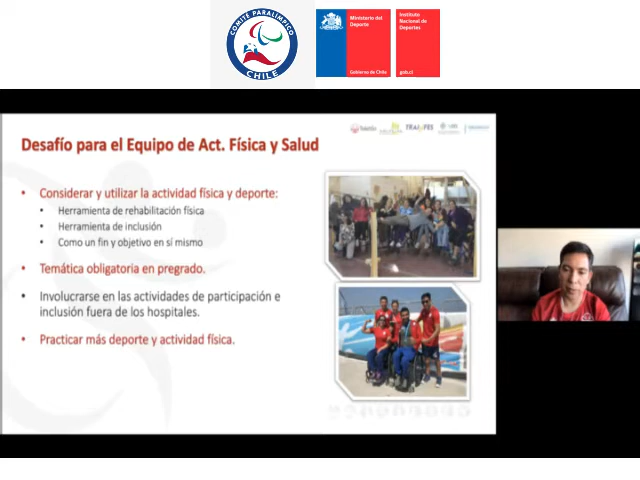 COMITÉ PARALÍMPICO
CHILE
Ministerio del
Deporte
Gobierno de Chile
Instituto
Nacional de
Deportes
gob.cl
Desafío para el Equipo de Act. Física y Salud
• Considerar y utilizar la actividad física y deporte:
• Herramienta de rehabilitación física
• Herramienta de inclusión
• Como un fin y objetivo en sí mismo
• Temática obligatoria en pregrado.
• Involucrarse en las actividades de participación e
inclusión fuera de los hospitales.
• Practicar más deporte y actividad física.